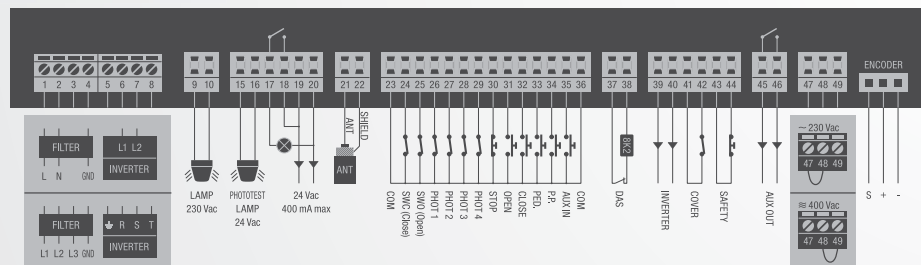 ENCODER
1 2 3 4 5 6 7 8 9 10 15 16 17 18 19 20 21 22 23 24 25 26 27 28 29 30 31 32 33 34 35 36 37 38 39 40 41 42 43 44 45 46 47 48 49
FILTER
L N GND
L1 L2
INVERTER
FILTER
L1 L2 L3 GND
R S T
INVERTER
LAMP
230 Vac
PHOTOTEST
LAMP
24 Vac
24 Vac
400 mA max
ANT
SHIELD
ANT
COM
SWC (Close)
SWO (Open)
PHOT 1
PHOT 2
PHOT 3
PHOT 4
STOP
OPEN
CLOSE
PED.
P.P.
AUX IN
COM
8K2
DAS
INVERTER
COVER
SAFETY
AUX OUT
~ 230 Vac
47 48 49
≋ 400 Vac
47 48 49
S + -